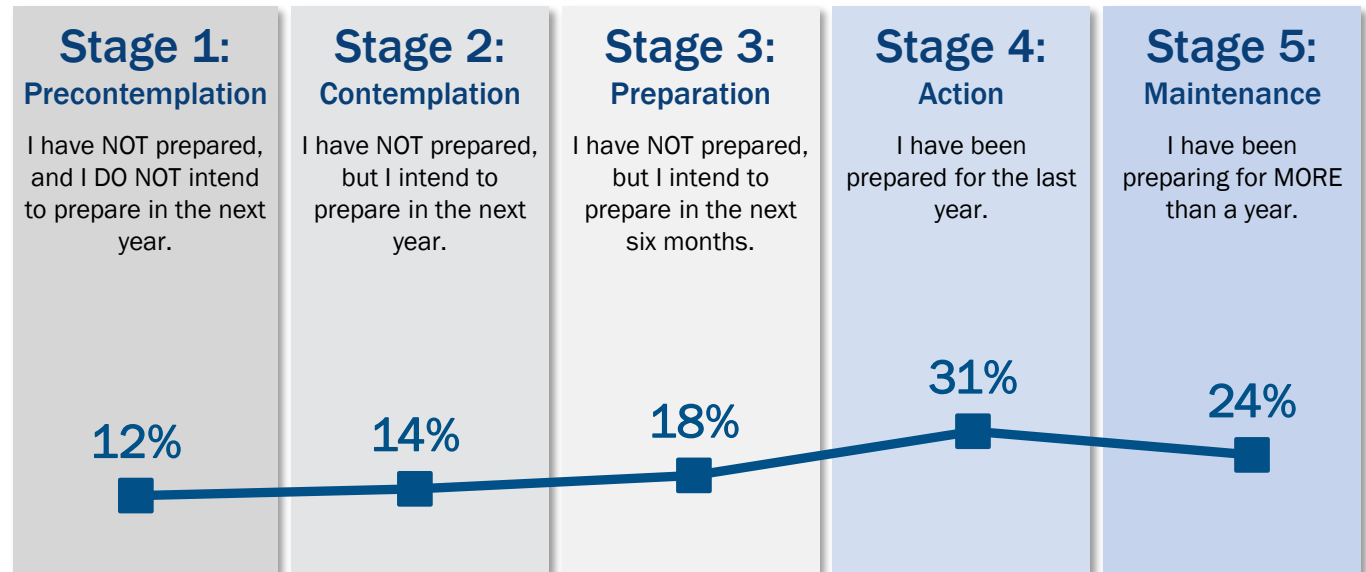 Stage 1:
Precontemplation
I have NOT prepared,
and I DO NOT intend
to prepare in the next
year.
12%
Stage 2:
Contemplation
I have NOT prepared,
but I intend to
prepare in the next
year.
14%
Stage 3:
Preparation
I have NOT prepared,
but I intend to
prepare in the next
six months.
18%
Stage 4:
Action
I have been
prepared for the last
year.
31%
Stage 5:
Maintenance
I have been
preparing for MORE
than a year.
24%